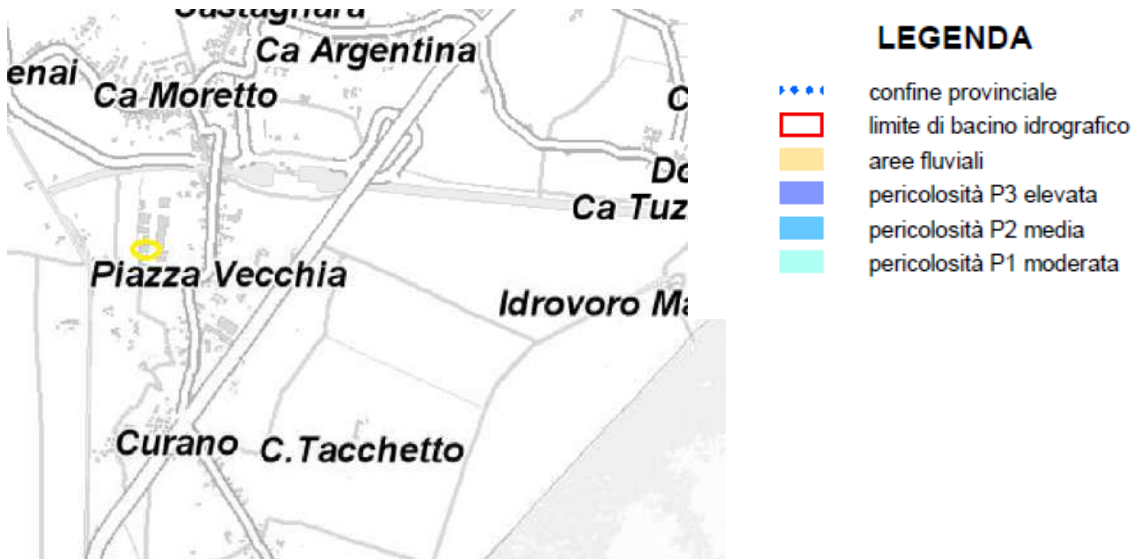 Castagnara
Ca Argentina
enai
Ca Moretto
C
Do
Ca Tuz
Piazza Vecchia
Idrovoro Ma
Curano
C.Tacchetto
LEGENDA
confine provinciale
limite di bacino idrografico
aree fluviali
pericolosità P3 elevata
pericolosità P2 media
pericolosità P1 moderata